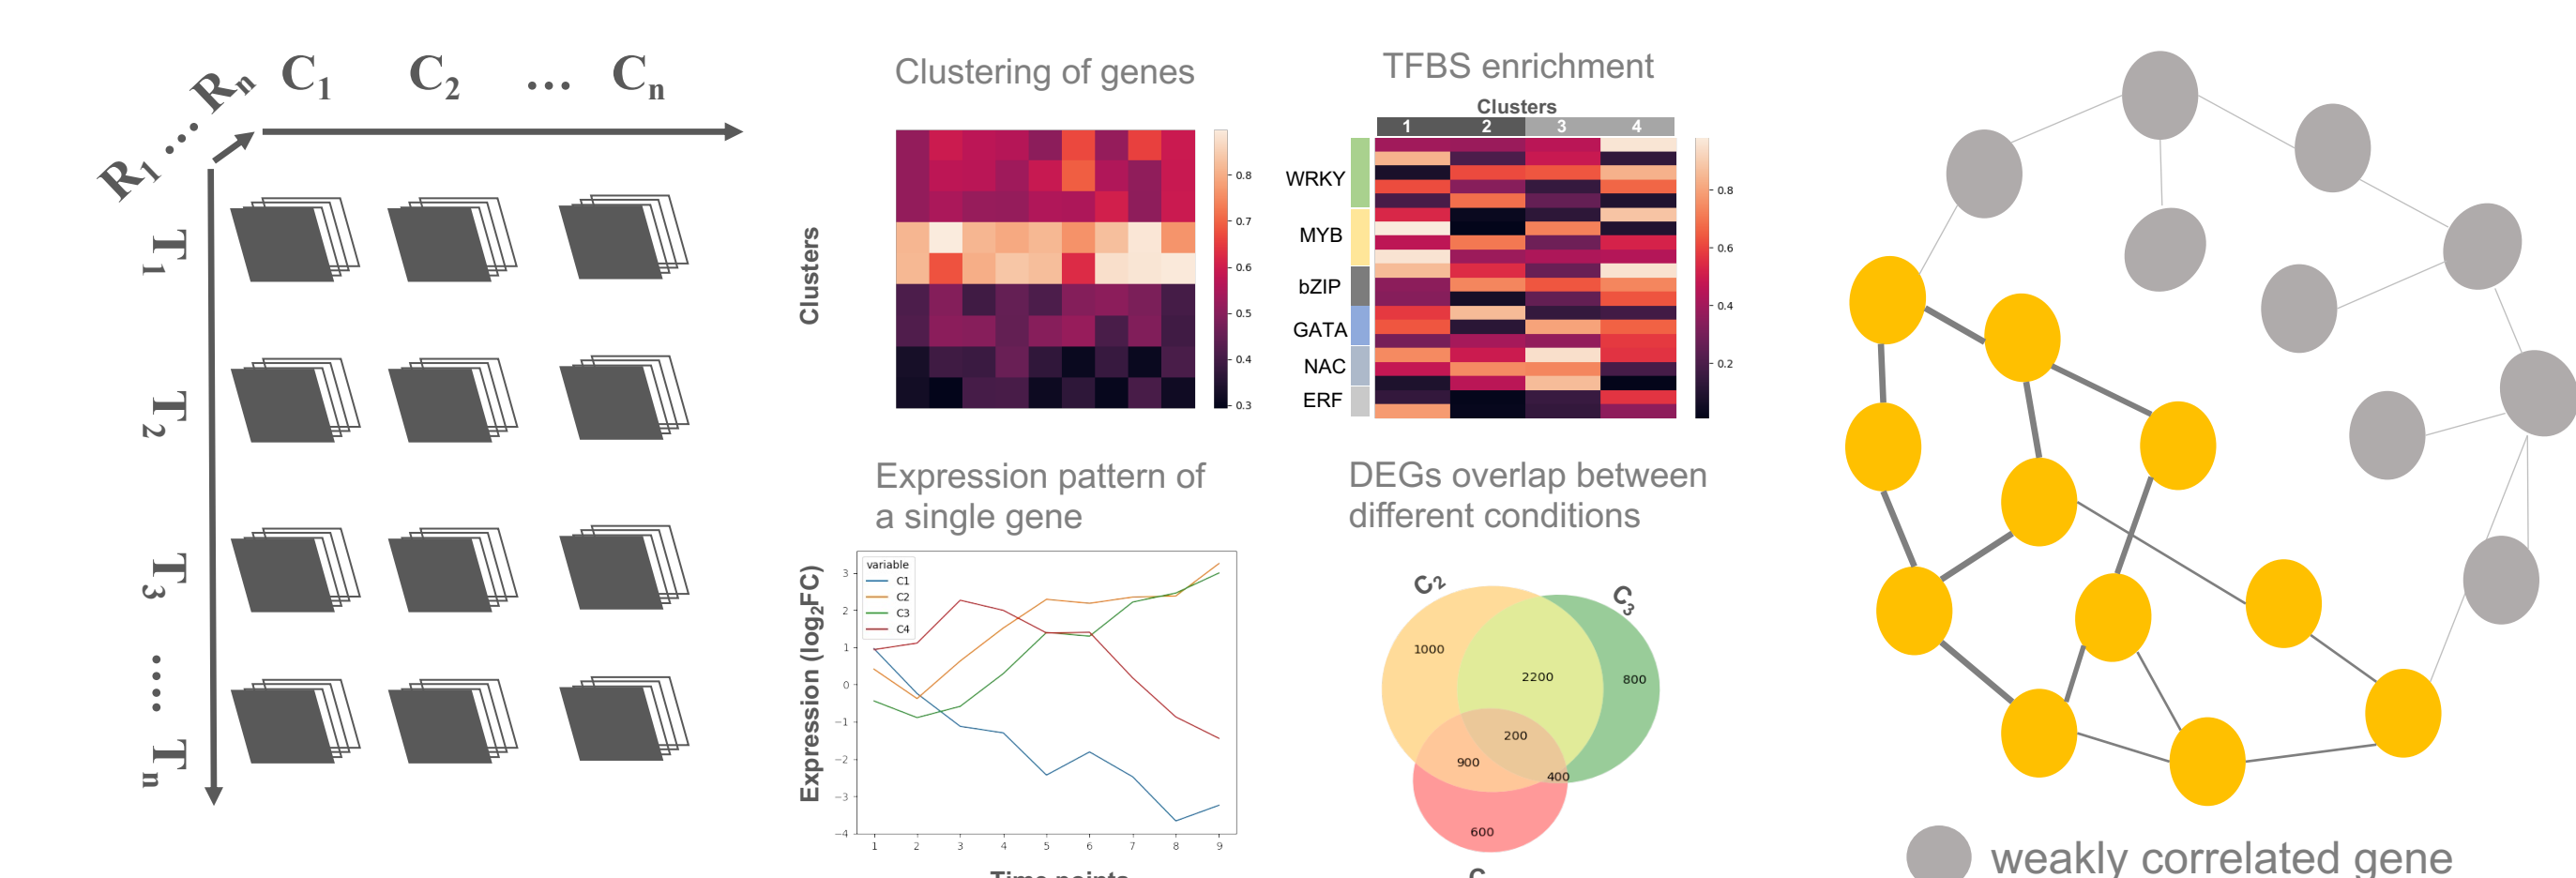 R1 .... Rn
C1 C2 ... Cn
T1
T2
T3
....
Tn
Clustering of genes
Clusters
0.8
0.7
0.6
0.5
0.4
0.3
TFBS enrichment
Clusters
1 2 3 4
WRKY
MYB
bZIP
GATA
NAC
ERF
0.8
0.6
0.4
0.2
Expression pattern of
a single gene
Expression (log2FC)
variable
C1
C2
C3
C4
3
2
1
0
−1
−2
−3
−4
1 2 3 4 5 6 7 8 9
Time points
DEGs overlap between
different conditions
C2
C3
1000
2200
800
200
900
400
600
C
weakly correlated gene